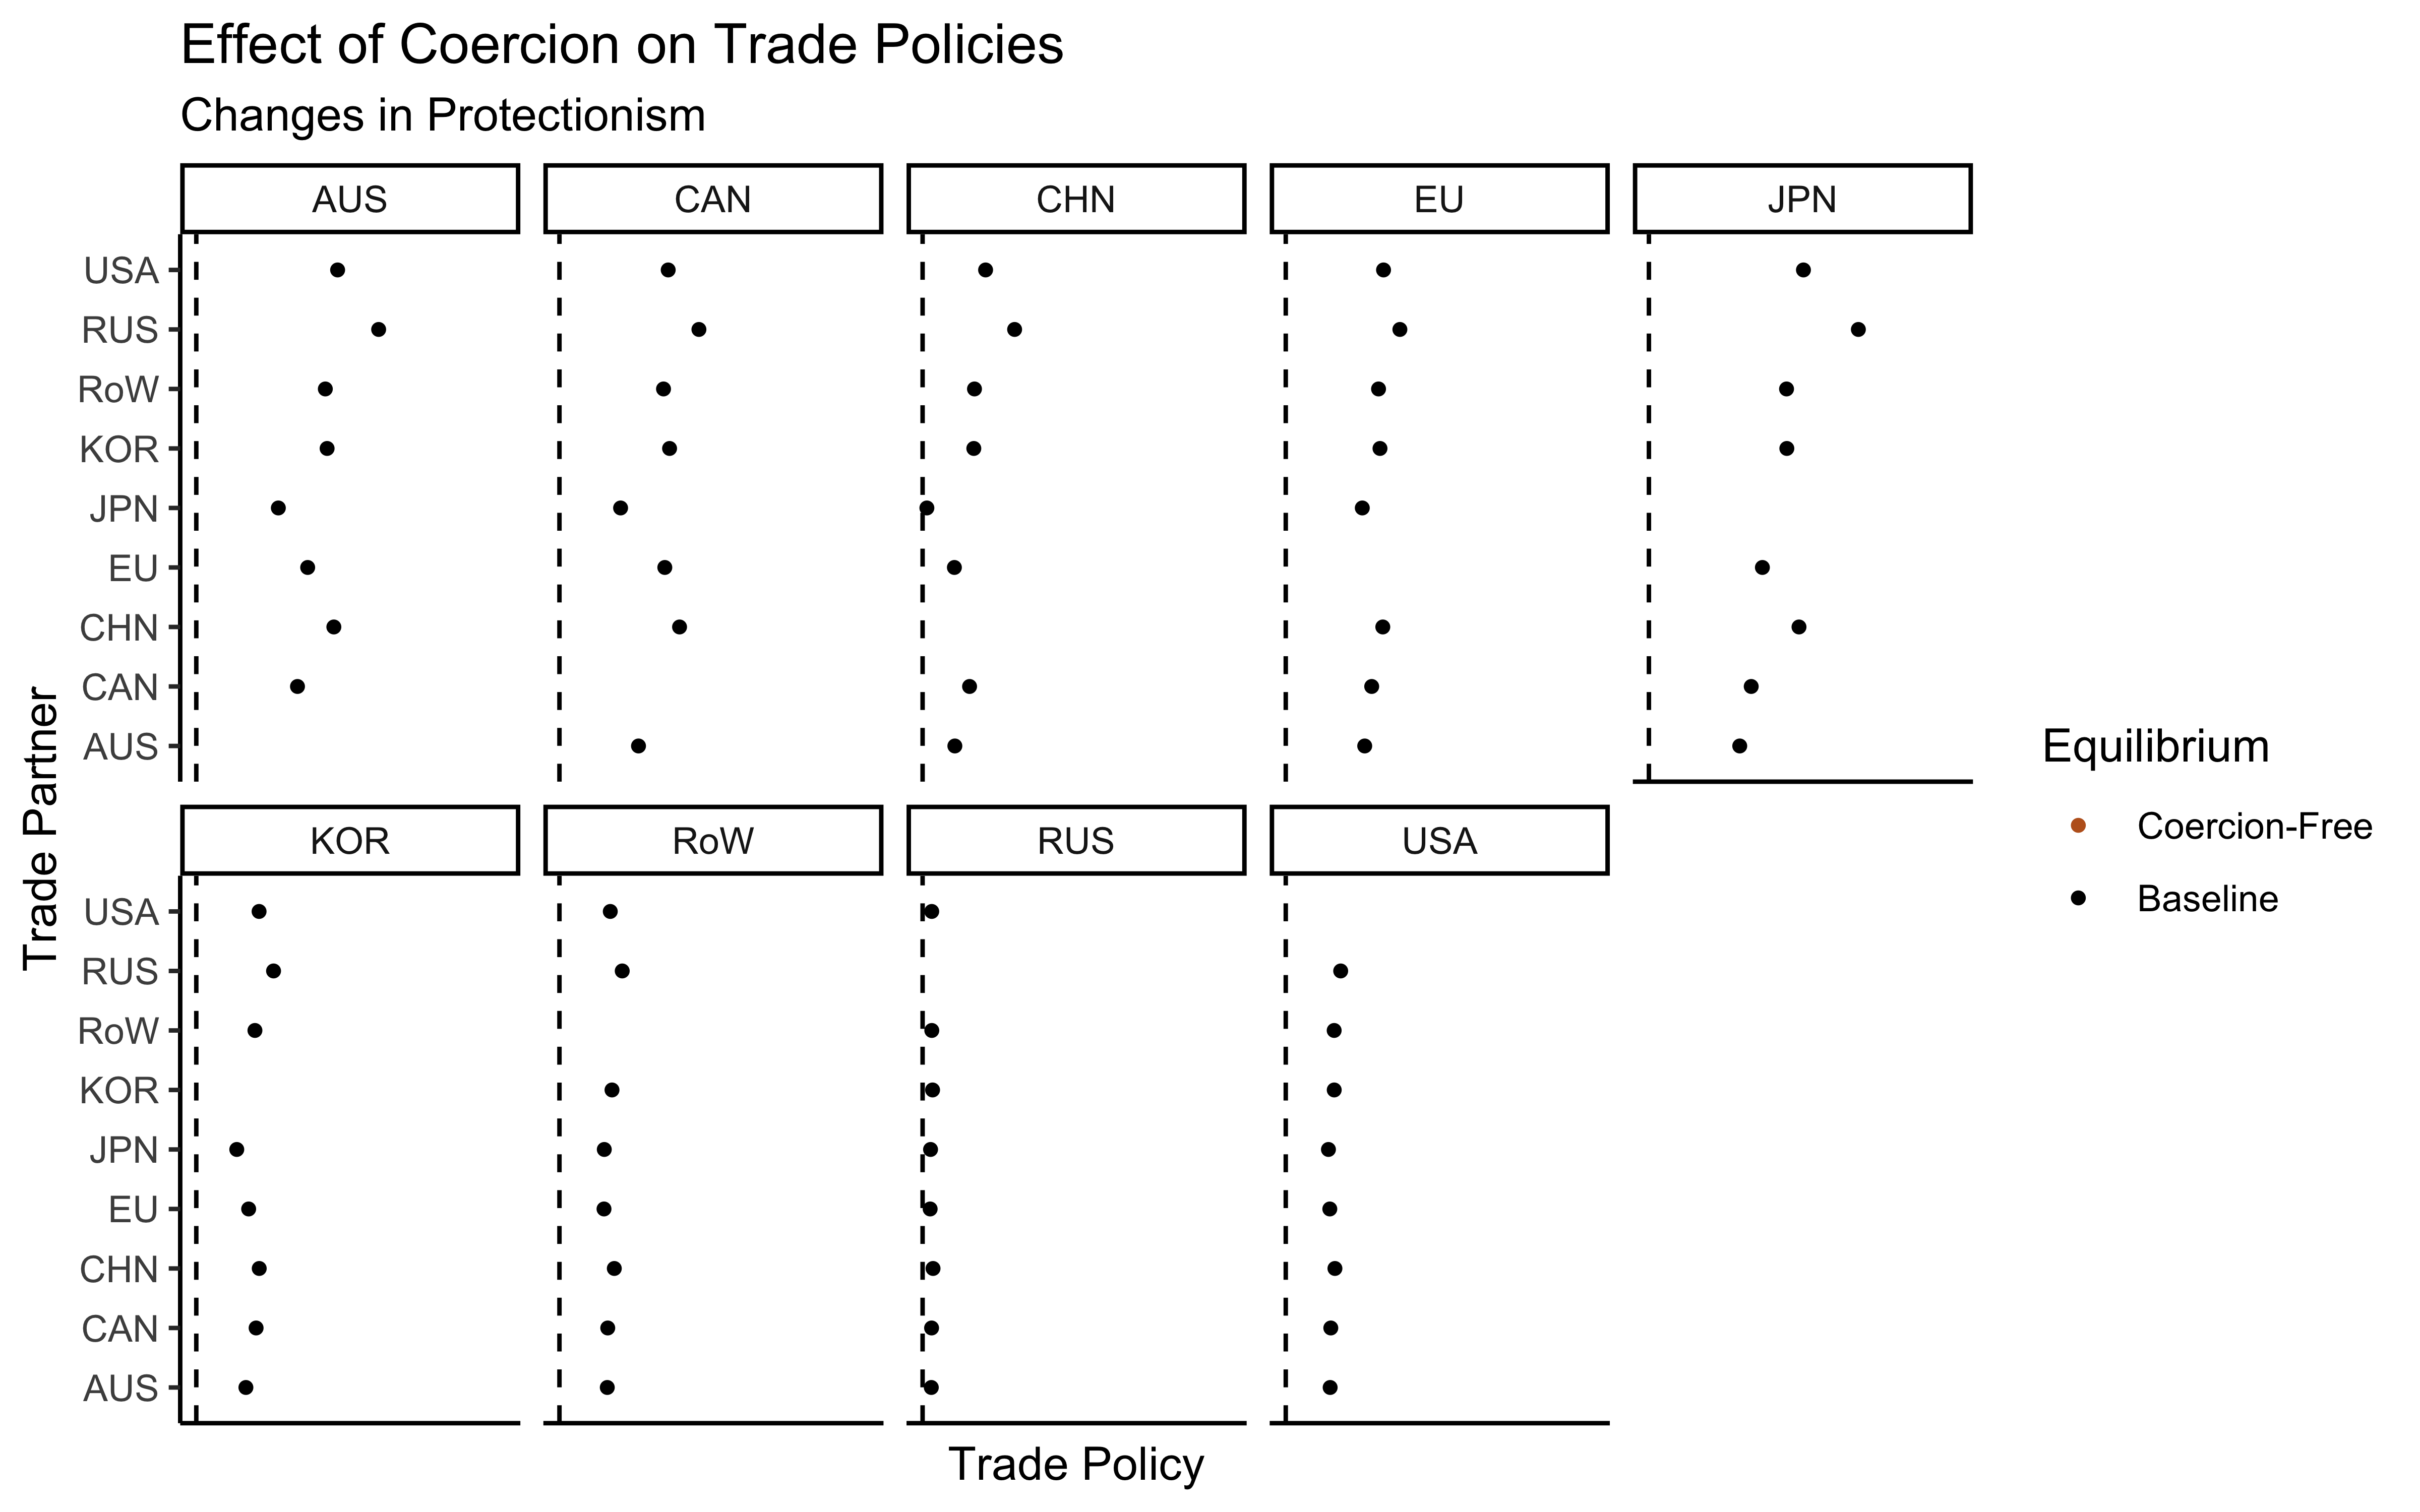 Effect of Coercion on Trade Policies
Changes in Protectionism
AUS CAN CHN EU JPN
USA
RUS
RoW
KOR
JPN
EU
CHN
CAN
AUS
KOR RoW RUS USA
USA
RUS
RoW
KOR
JPN
EU
CHN
CAN
AUS
Trade Partner
Trade Policy
Equilibrium
Coercion-Free
Baseline